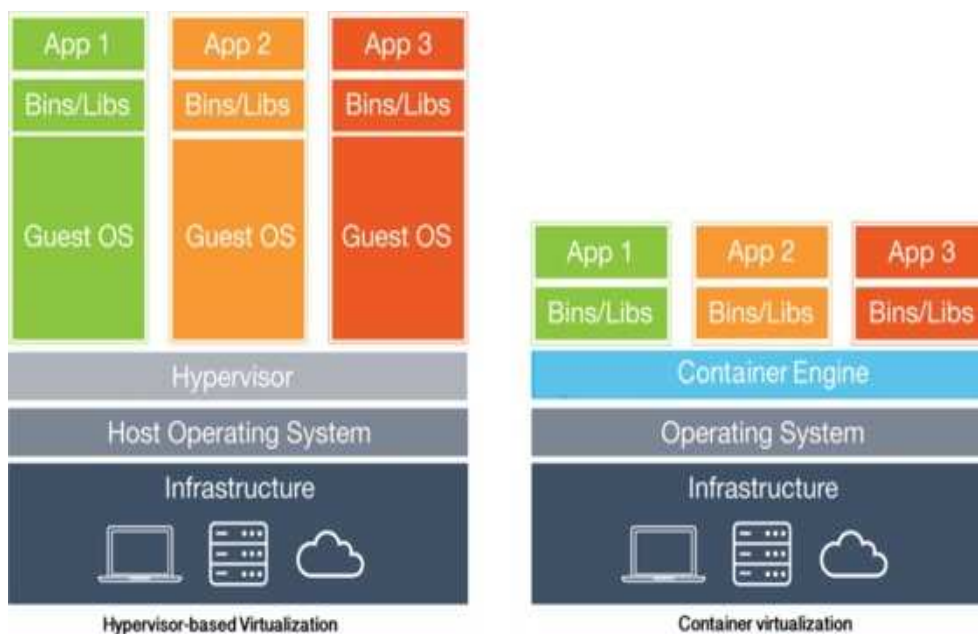 App 1
App 2
App 3
Bins/Libs
Bins/Libs
Bins/Libs
Guest OS
Guest OS
Guest OS
Hypervisor
Host Operating System
Infrastructure
Hypervisor-based Virtualization
App 1
App 2
App 3
Bins/Libs
Bins/Libs
Bins/Libs
Container Engine
Operating System
Infrastructure
Container virtualization